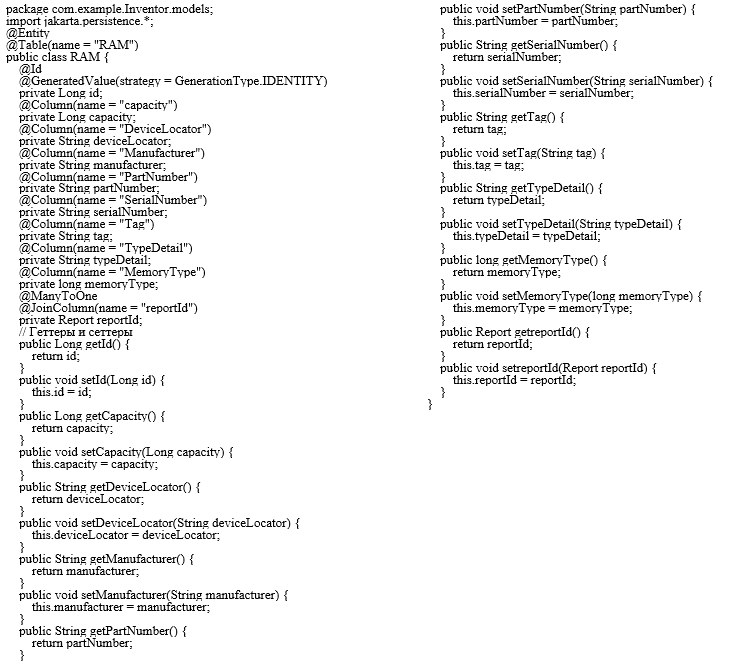 package com.example.Inventor.models;
import jakarta.persistence.*;
@Entity
@Table(name = "RAM")
public class RAM {
    @Id
    @GeneratedValue(strategy = GenerationType.IDENTITY)
    private Long id;
    @Column(name = "capacity")
    private Long capacity;
    @Column(name = "DeviceLocator")
    private String deviceLocator;
    @Column(name = "Manufacturer")
    private String manufacturer;
    @Column(name = "PartNumber")
    private String partNumber;
    @Column(name = "SerialNumber")
    private String serialNumber;
    @Column(name = "Tag")
    private String tag;
    @Column(name = "TypeDetail")
    private String typeDetail;
    @Column(name = "MemoryType")
    private long memoryType;
    @ManyToOne
    @JoinColumn(name = "reportId")
    private Report reportId;
    // Геттеры и сеттеры
    public Long getId() {
        return id;
    }
    public void setId(Long id) {
        this.id = id;
    }
    public Long getCapacity() {
        return capacity;
    }
    public void setCapacity(Long capacity) {
        this.capacity = capacity;
    }
    public String getDeviceLocator() {
        return deviceLocator;
    }
    public void setDeviceLocator(String deviceLocator) {
        this.deviceLocator = deviceLocator;
    }
    public String getManufacturer() {
        return manufacturer;
    }
    public void setManufacturer(String manufacturer) {
        this.manufacturer = manufacturer;
    }
    public String getPartNumber() {
        return partNumber;
    }
    public void setPartNumber(String partNumber) {
        this.partNumber = partNumber;
    }
    public String getSerialNumber() {
        return serialNumber;
    }
    public void setSerialNumber(String serialNumber) {
        this.serialNumber = serialNumber;
    }
    public String getTag() {
        return tag;
    }
    public void setTag(String tag) {
        this.tag = tag;
    }
    public String getTypeDetail() {
        return typeDetail;
    }
    public void setTypeDetail(String typeDetail) {
        this.typeDetail = typeDetail;
    }
    public long getMemoryType() {
        return memoryType;
    }
    public void setMemoryType(long memoryType) {
        this.memoryType = memoryType;
    }
    public Report getreportId() {
        return reportId;
    }
    public void setreportId(Report reportId) {
        this.reportId = reportId;
    }
}